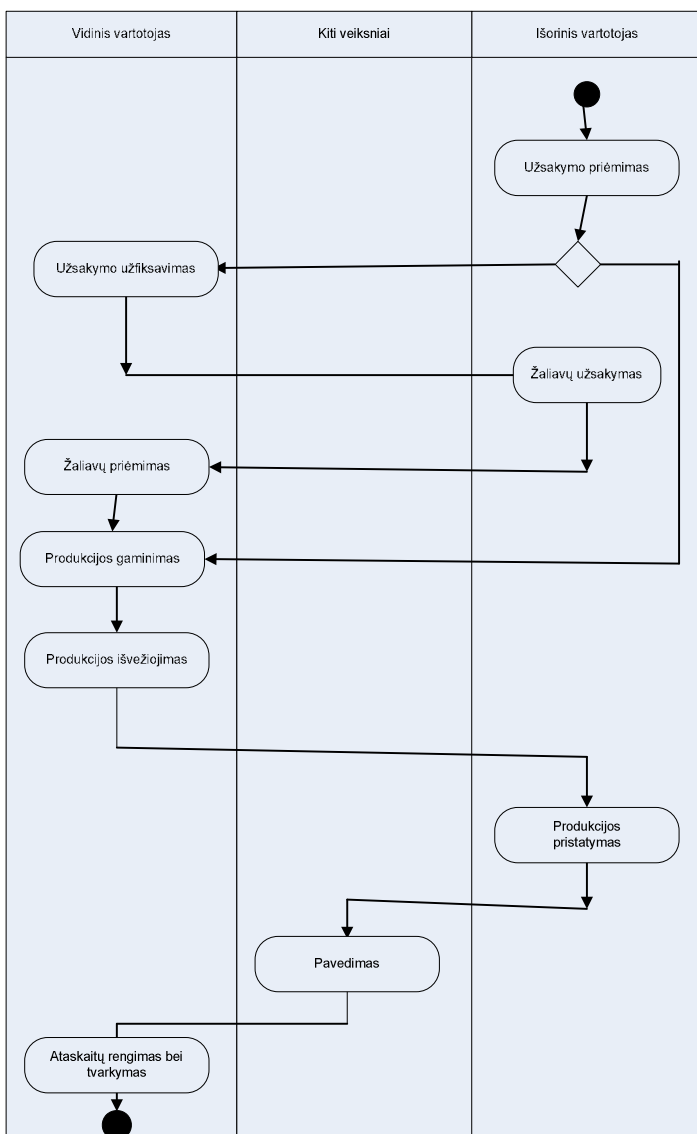 Vidinis vartotojas
Kiti veiksniai
Išorinis vartotojas
Užsakymo priėmimas
Užsakymo užfiksavimas
Žaliavų užsakymas
Žaliavų priėmimas
Produkcijos gaminimas
Produkcijos išvežiojimas
Produkcijos
pristatymas
Pavedimas
Ataskaitų rengimas bei
tvarkymas